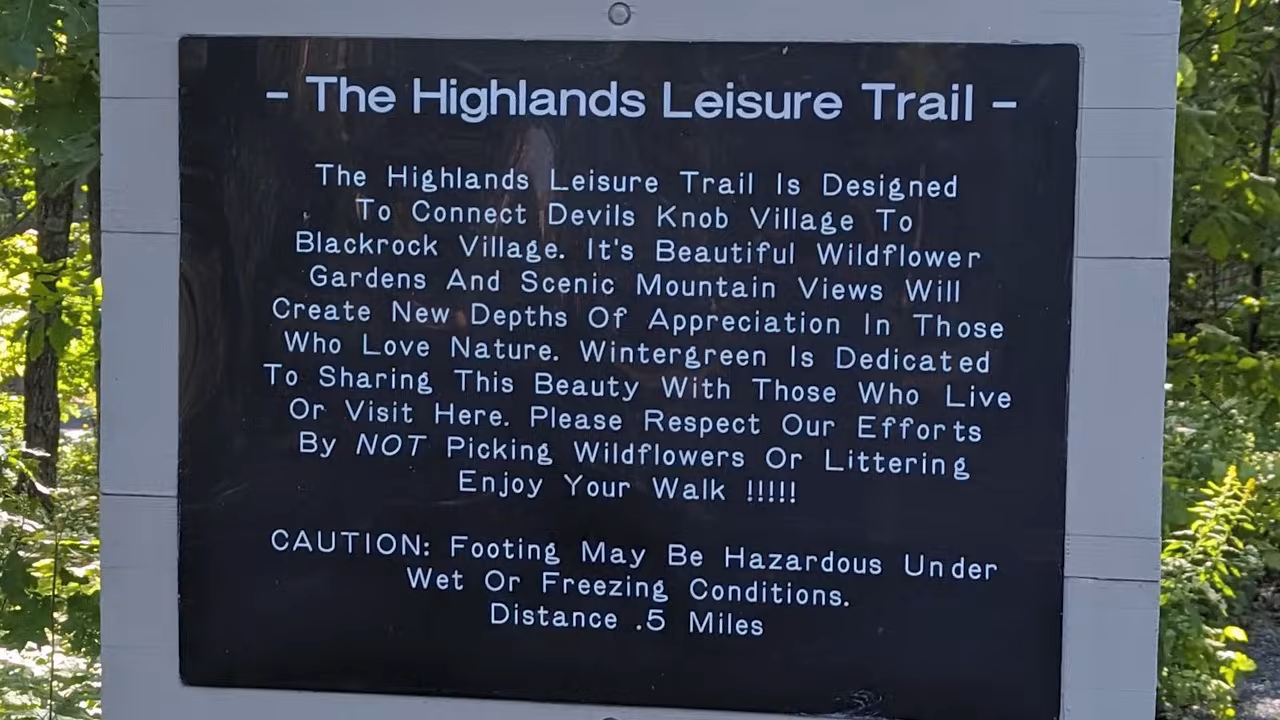 – The Highlands Leisure Trail –
The Highlands Leisure Trail Is Designed
To Connect Devils Knob Village To
Blackrock Village. It's Beautiful Wildflower
Gardens And Scenic Mountain Views Will
Create New Depths Of Appreciation In Those
Who Love Nature. Wintergreen Is Dedicated
To Sharing This Beauty With Those Who Live
Or Visit Here. Please Respect Our Efforts
By NOT Picking Wildflowers Or Littering
Enjoy Your Walk !!!!!
CAUTION: Footing May Be Hazardous Under
Wet Or Freezing Conditions.
Distance .5 Miles